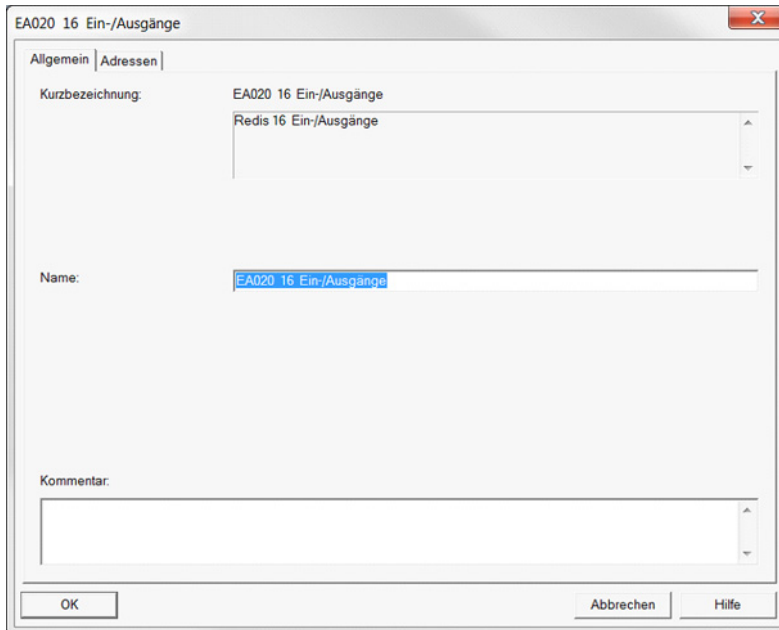 EA020 16 Ein-/Ausgänge
Allgemein Adressen
Kurzbezeichnung: EA020 16 Ein-/Ausgänge
Redis 16 Ein-/Ausgänge
Name: EA020 16 Ein-/Ausgänge
Kommentar:
OK Abbrechen Hilfe